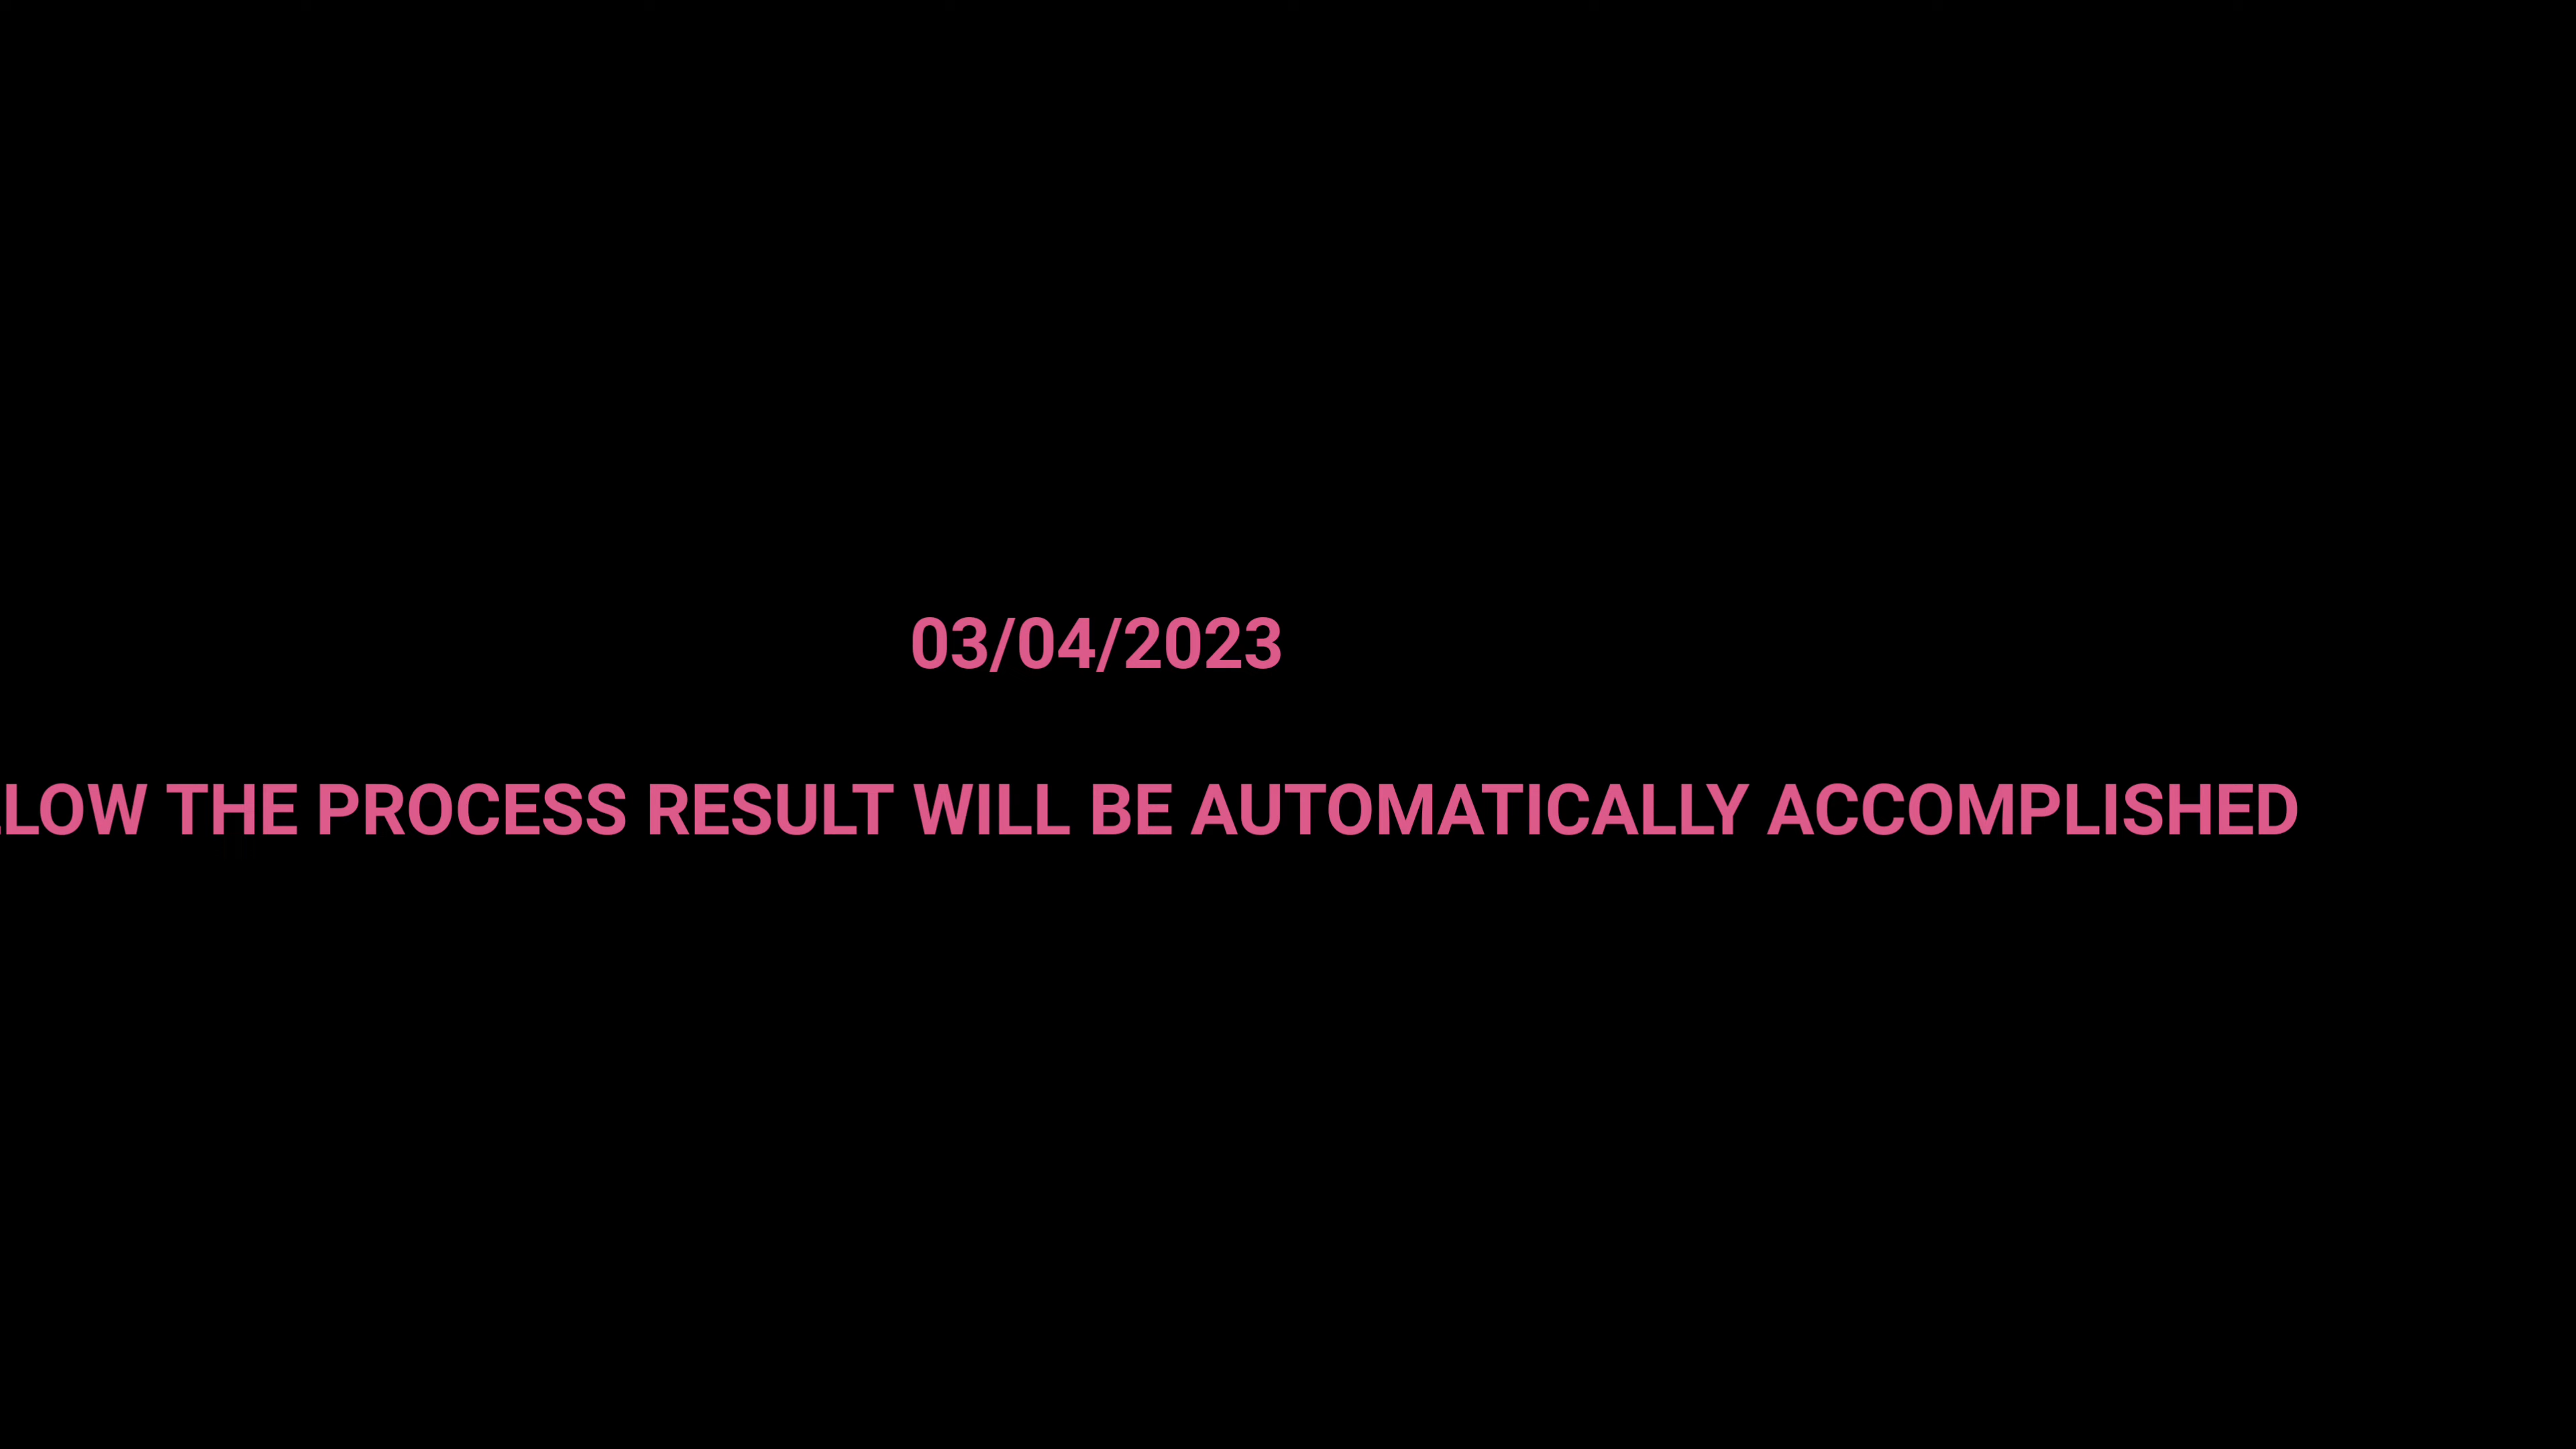 03/04/2023
LOW THE PROCESS RESULT WILL BE AUTOMATICALLY ACCOMPLISHED